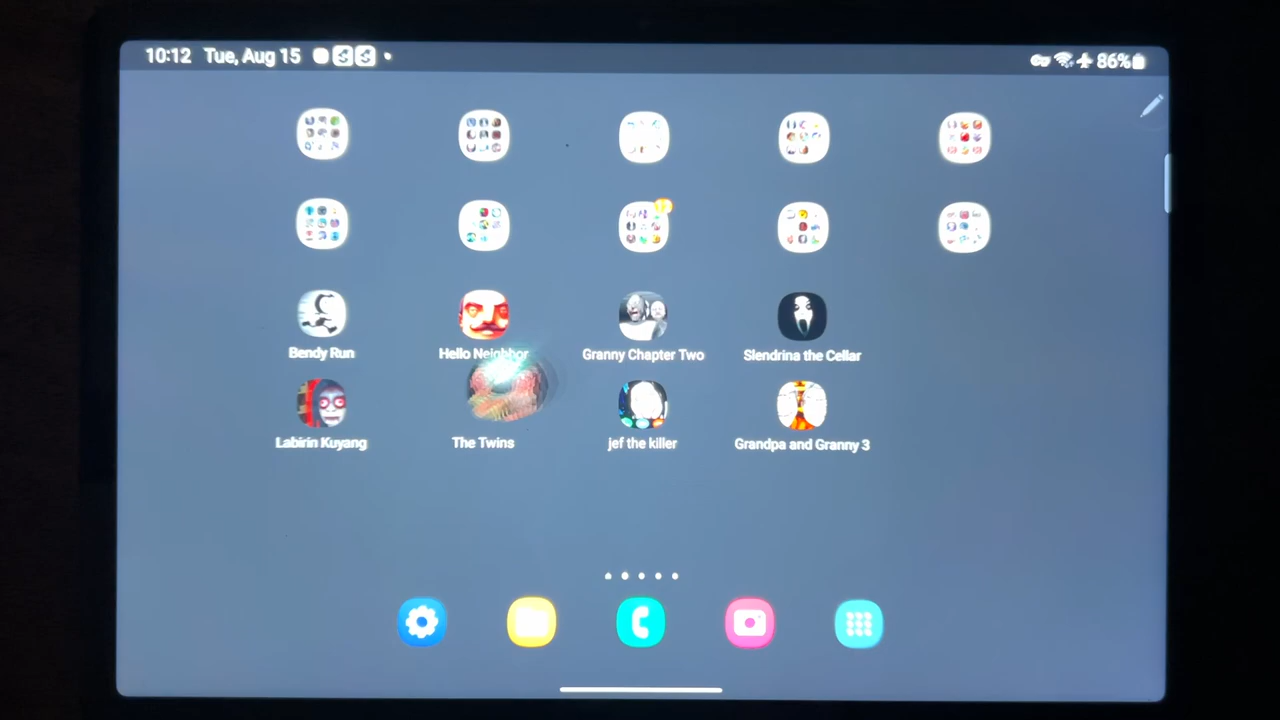 10:12 Tue, Aug 15
86%
Bendy Run
Hello Neighbor
Granny Chapter Two
Slendrina the Cellar
Labirin Kuyang
The Twins
jef the killer
Grandpa and Granny 3